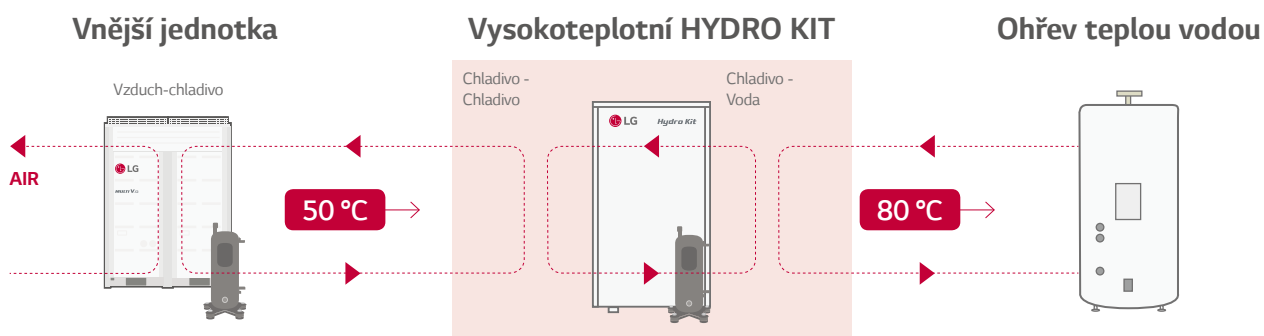 Vnější jednotka
Vysokoteplotní HYDRO KIT
Ohřev teplou vodou
Vzduch-chladivo
Chladivo -
Chladivo
Chladivo -
Voda
LG
MULTI V
LG Hydro Kit
AIR
50 °C
80 °C